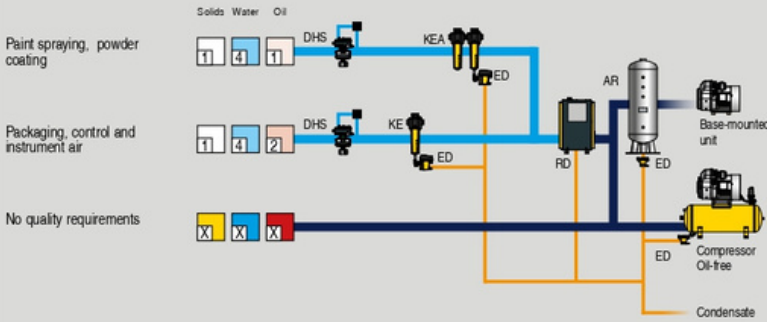 Solids Water Oil
Paint spraying, powder
coating
1 4 1
DHS
KEA
ED
AR
Base-mounted
unit
Packaging, control and
instrument air
1 4 2
DHS
KE
ED
RD
ED
No quality requirements
X X X
ED
Compressor
Oil-free
Condensate